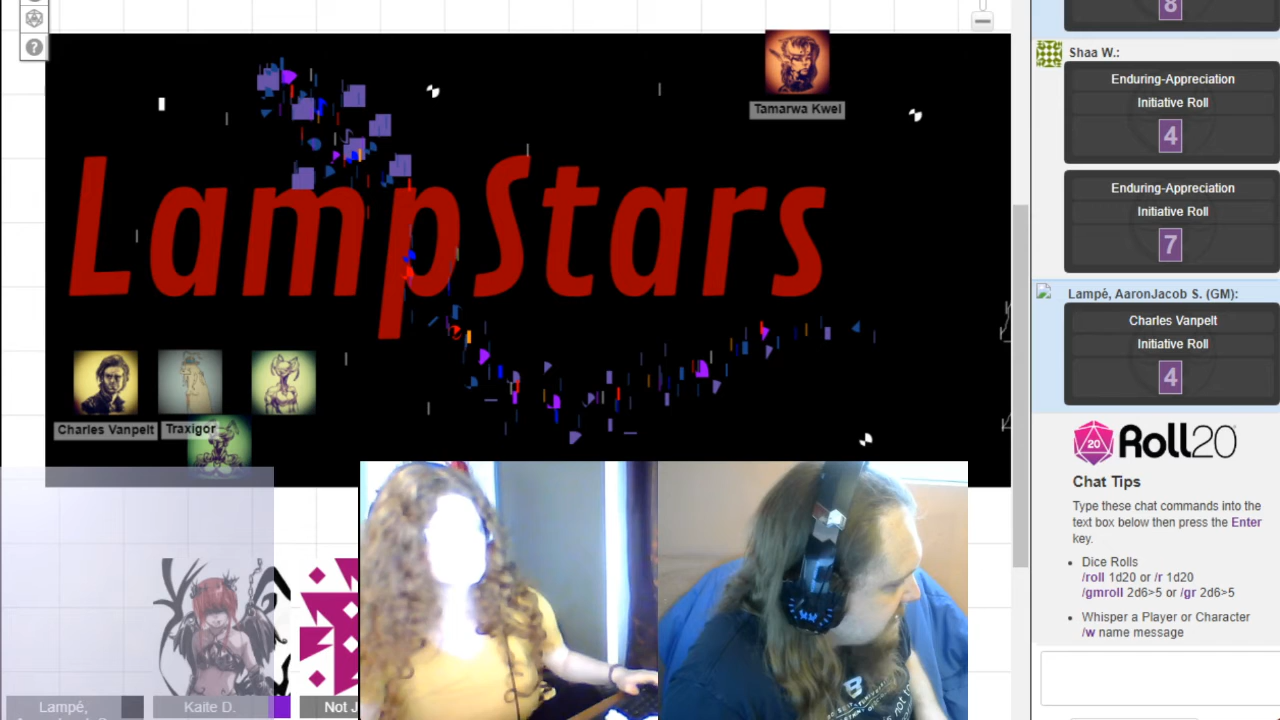 8
Shaa W.:
Enduring-Appreciation
Initiative Roll
4
Enduring-Appreciation
Initiative Roll
7
Lampé, AaronJacob S. (GM):
Charles Vanpelt
Initiative Roll
4
Tamarwa Kwel
LampStars
Charles Vanpelt
Traxigor
20
Roll20
Chat Tips
Type these chat commands into the
text box below then press the Enter
key.
Dice Rolls
/roll 1d20 or /r 1d20
/gmroll 2d6>5 or /gr 2d6>5
Whisper a Player or Character
/w name message
Lampé,
Kaite D.
Not J